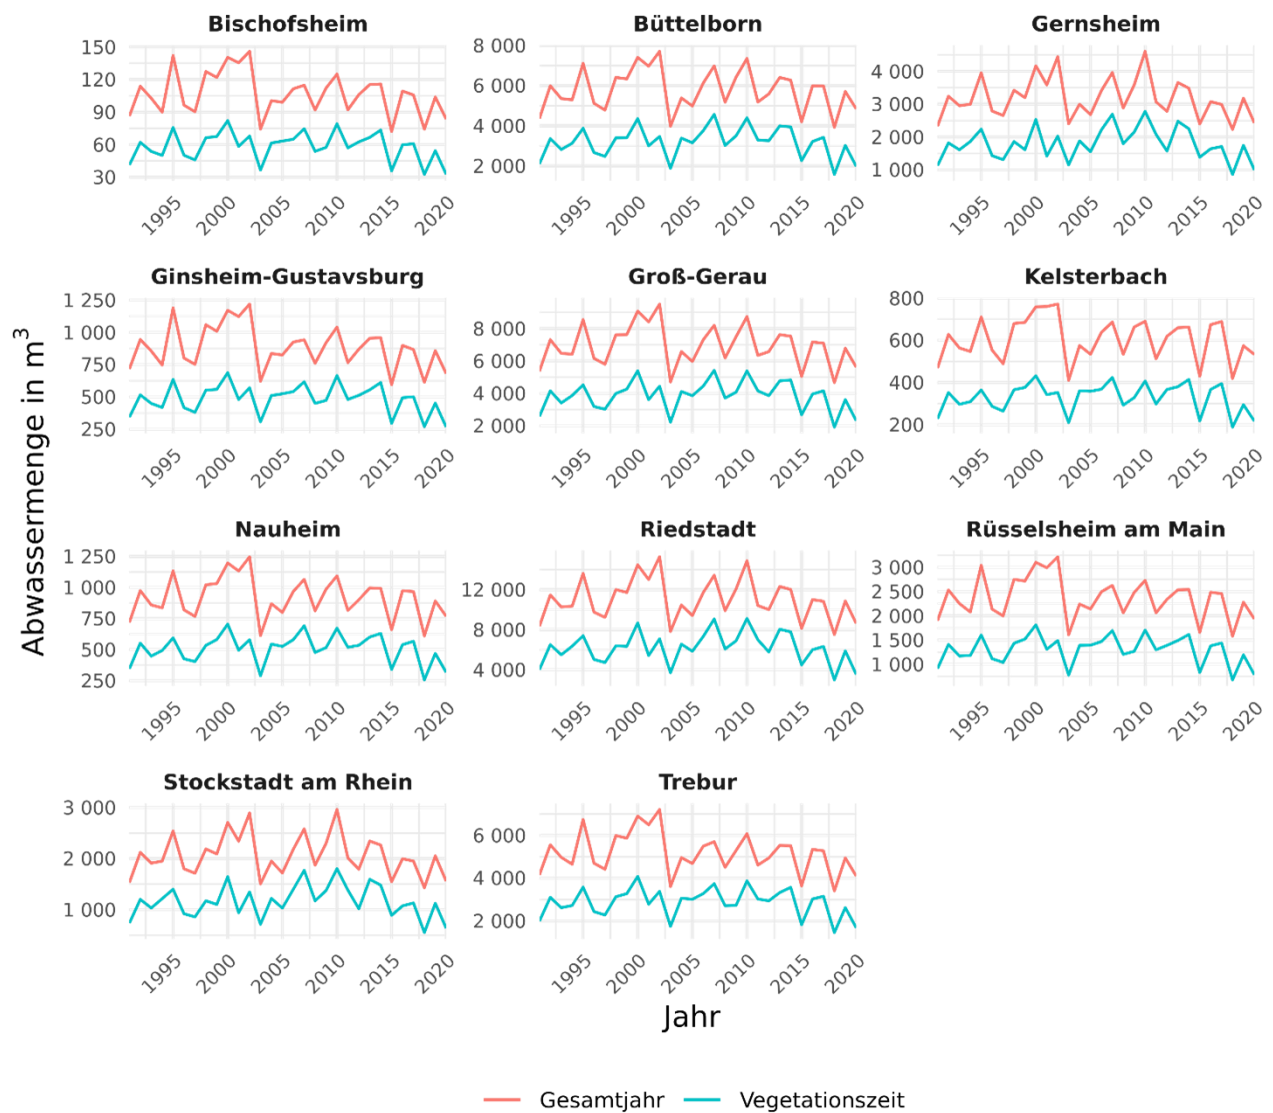 Bischofsheim
Büttelborn
Gernsheim
150
120
90
60
30
8 000
6 000
4 000
2 000
4 000
3 000
2 000
1 000
1995 2000 2005 2010 2015 2020
1995 2000 2005 2010 2015 2020
1995 2000 2005 2010 2015 2020
Ginsheim-Gustavsburg
Groß-Gerau
Kelsterbach
1 250
1 000
750
500
250
8 000
6 000
4 000
2 000
800
600
400
200
1995 2000 2005 2010 2015 2020
1995 2000 2005 2010 2015 2020
1995 2000 2005 2010 2015 2020
Abwassermenge in m³
Nauheim
Riedstadt
Rüsselsheim am Main
1 250
1 000
750
500
250
12 000
8 000
4 000
3 000
2 500
2 000
1 500
1 000
1995 2000 2005 2010 2015 2020
1995 2000 2005 2010 2015 2020
1995 2000 2005 2010 2015 2020
Stockstadt am Rhein
Trebur
3 000
2 000
1 000
6 000
4 000
2 000
1995 2000 2005 2010 2015 2020
1995 2000 2005 2010 2015 2020
Jahr
Gesamtjahr Vegetationszeit